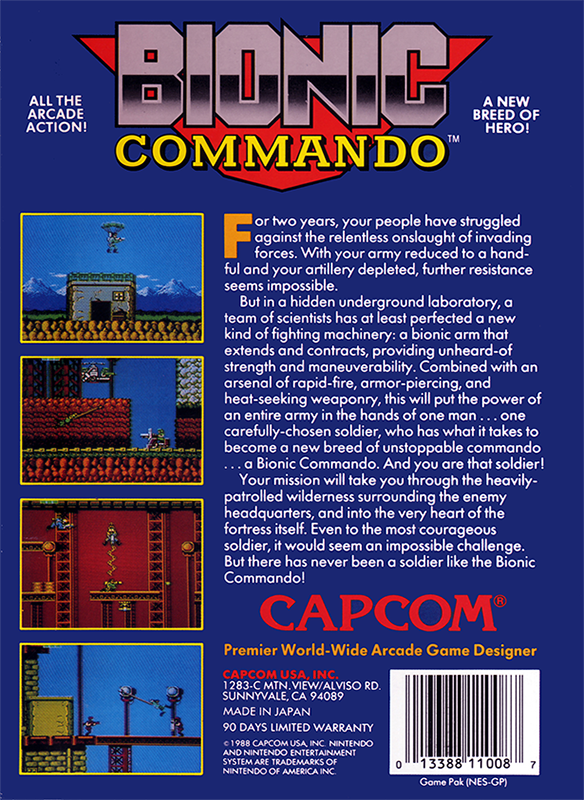 BIONIC
COMMANDO™
ALL THE
ARCADE
ACTION!
A NEW
BREED OF
HERO!
For two years, your people have struggled
against the relentless onslaught of invading
forces. With your army reduced to a hand-
ful and your artillery depleted, further resistance
seems impossible.
But in a hidden underground laboratory, a
team of scientists has at least perfected a new
kind of fighting machinery: a bionic arm that
extends and contracts, providing unheard-of
strength and maneuverability. Combined with an
arsenal of rapid-fire, armor-piercing, and
heat-seeking weaponry, this will put the power of
an entire army in the hands of one man . . . one
carefully-chosen soldier, who has what it takes to
become a new breed of unstoppable commando
. . . a Bionic Commando. And you are that soldier!
Your mission will take you through the heavily-
patrolled wilderness surrounding the enemy
headquarters, and into the very heart of the
fortress itself. Even to the most courageous
soldier, it would seem an impossible challenge.
But there has never been a soldier like the Bionic
Commando!
CAPCOM®
Premier World-Wide Arcade Game Designer
CAPCOM USA, INC.
1283-C MTN. VIEW/ALVISO RD.
SUNNYVALE, CA 94089
MADE IN JAPAN
90 DAYS LIMITED WARRANTY
© 1988 CAPCOM USA, INC. NINTENDO
AND NINTENDO ENTERTAINMENT
SYSTEM ARE TRADEMARKS OF
NINTENDO OF AMERICA INC.
0 13388 11008 7
Game Pak (NES-GP)